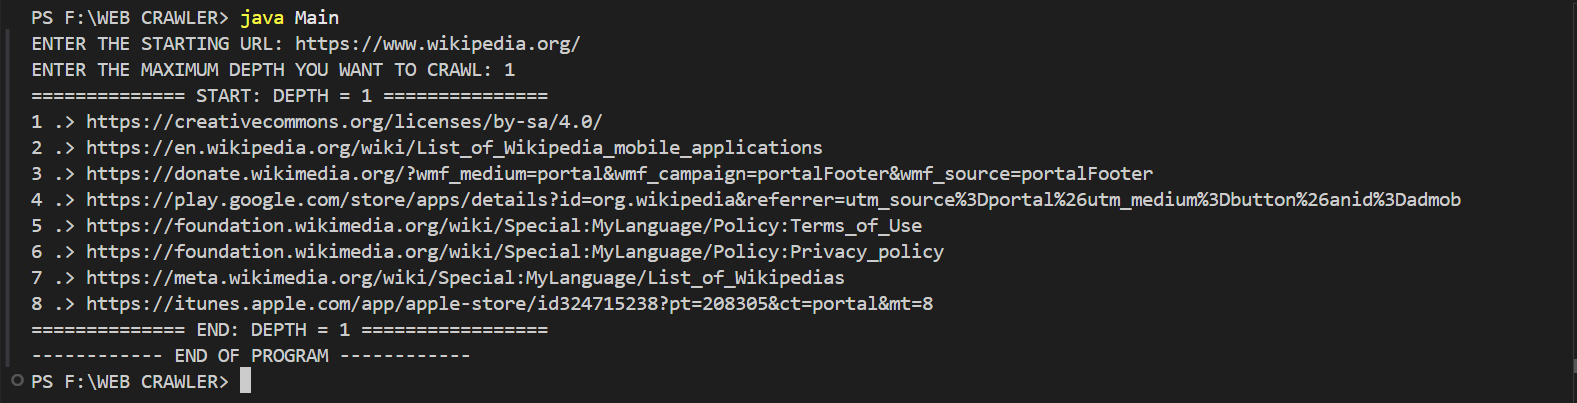 PS F:\WEB CRAWLER> java Main
ENTER THE STARTING URL: https://www.wikipedia.org/
ENTER THE MAXIMUM DEPTH YOU WANT TO CRAWL: 1
============== START: DEPTH = 1 ===============
1 .> https://creativecommons.org/licenses/by-sa/4.0/
2 .> https://en.wikipedia.org/wiki/List_of_Wikipedia_mobile_applications
3 .> https://donate.wikimedia.org/?wmf_medium=portal&wmf_campaign=portalFooter&wmf_source=portalFooter
4 .> https://play.google.com/store/apps/details?id=org.wikipedia&referrer=utm_source%3Dportal%26utm_medium%3Dbutton%26anid%3Dadmob
5 .> https://foundation.wikimedia.org/wiki/Special:MyLanguage/Policy:Terms_of_Use
6 .> https://foundation.wikimedia.org/wiki/Special:MyLanguage/Policy:Privacy_policy
7 .> https://meta.wikimedia.org/wiki/Special:MyLanguage/List_of_Wikipedias
8 .> https://itunes.apple.com/app/apple-store/id324715238?pt=208305&ct=portal&mt=8
============== END: DEPTH = 1 =================
------------ END OF PROGRAM ------------
PS F:\WEB CRAWLER>